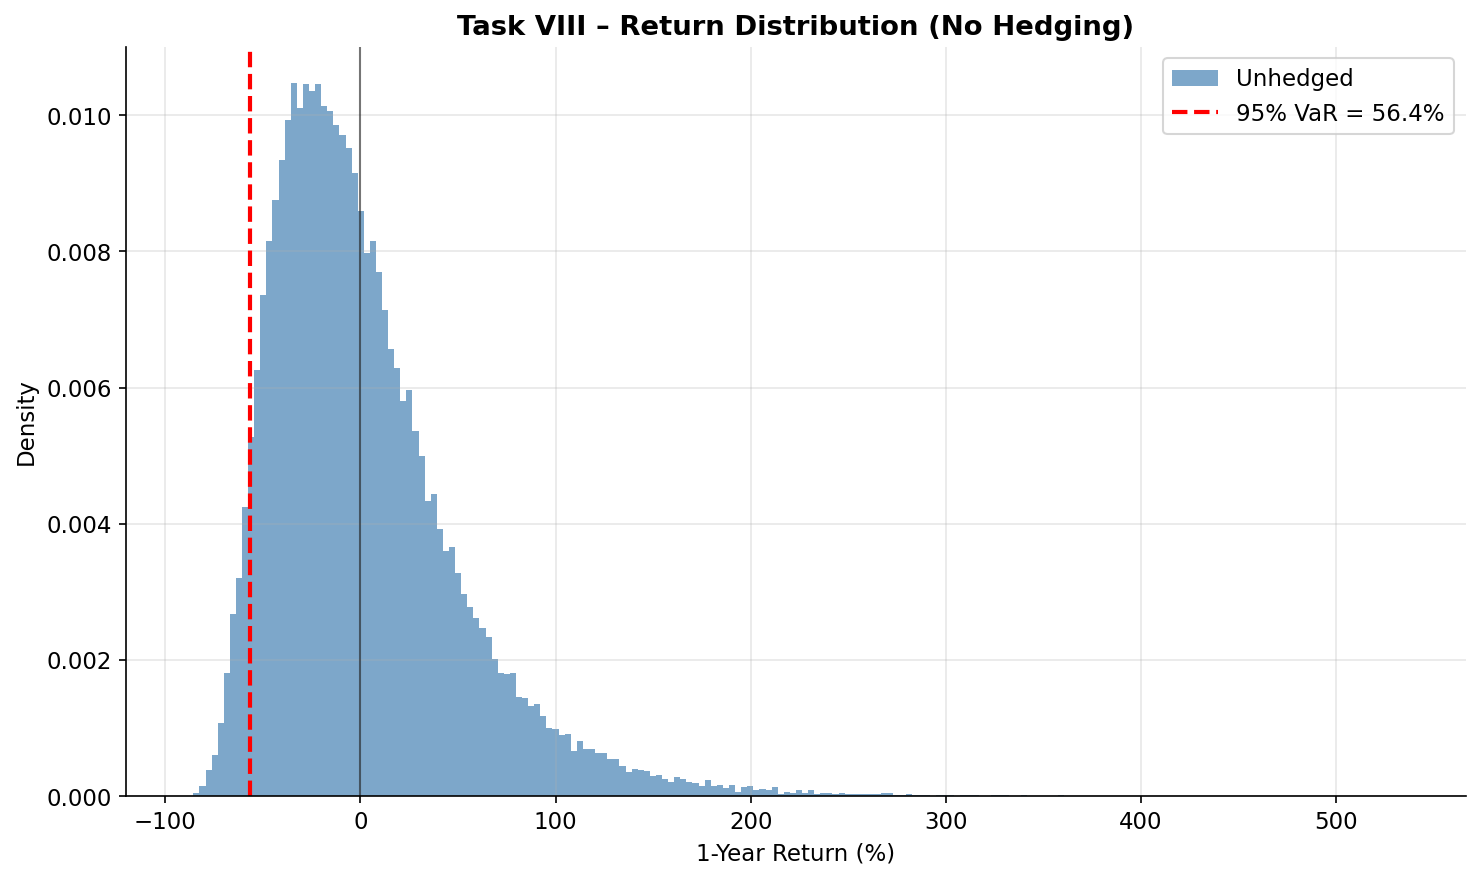 Task VIII – Return Distribution (No Hedging)
Unhedged
95% VaR = 56.4%
Density
0.010
0.008
0.006
0.004
0.002
0.000
−100
0
100
200
300
400
500
1-Year Return (%)